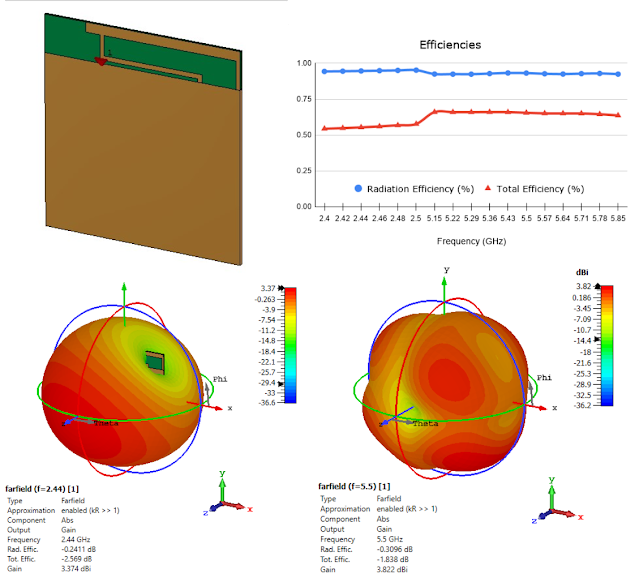 1
Efficiencies
1.00
0.75
0.50
0.25
0.00
Radiation Efficiency (%)
Total Efficiency (%)
2.4
2.42
2.44
2.46
2.48
2.5
5.15
5.22
5.29
5.36
5.43
5.5
5.57
5.64
5.71
5.78
5.85
Frequency (GHz)
3.37
-0.263
-3.9
-7.54
-11.2
-14.8
-18.4
-22.1
-25.7
-29.4
-33
-36.6
Phi
x
z
Theta
y
dBi
3.82
0.186
-3.45
-7.09
-10.7
-14.4
-18
-21.6
-25.3
-28.9
-32.5
-36.2
Phi
x
z
Theta
farfield (f=2.44) [1]
Type Farfield
Approximation enabled (kR >> 1)
Component Abs
Output Gain
Frequency 2.44 GHz
Rad. Effic. -0.2411 dB
Tot. Effic. -2.569 dB
Gain 3.374 dBi
y
z
x
farfield (f=5.5) [1]
Type Farfield
Approximation enabled (kR >> 1)
Component Abs
Output Gain
Frequency 5.5 GHz
Rad. Effic. -0.3096 dB
Tot. Effic. -1.838 dB
Gain 3.822 dBi
y
z
x